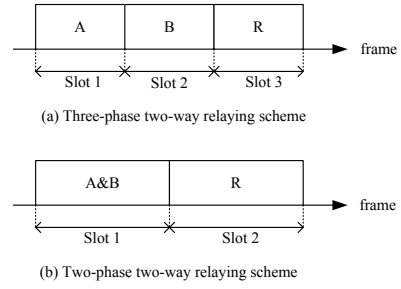 A B R
frame
Slot 1 Slot 2 Slot 3
(a) Three-phase two-way relaying scheme
A&B R
frame
Slot 1 Slot 2
(b) Two-phase two-way relaying scheme